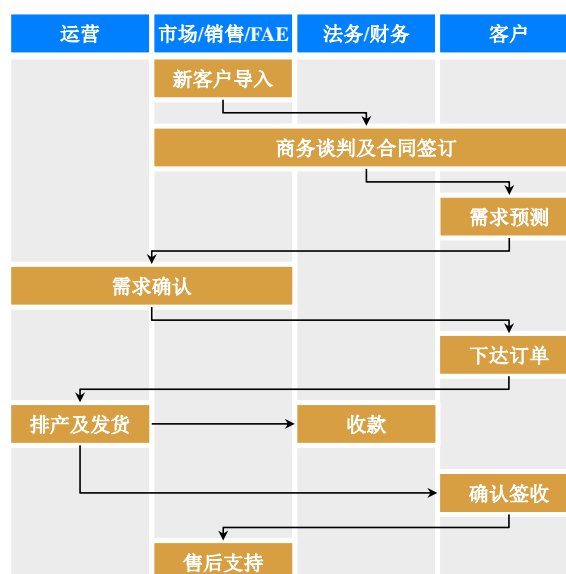 运营 市场/销售/FAE 法务/财务 客户
新客户导入
商务谈判及合同签订
需求预测
需求确认
下达订单
排产及发货 收款
确认签收
售后支持